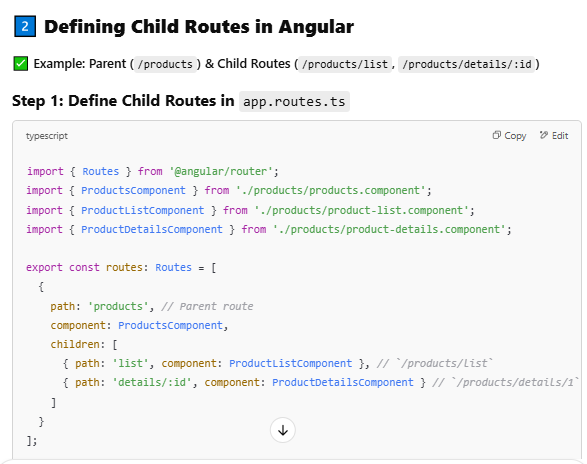 2 Defining Child Routes in Angular
✅ Example: Parent ( /products ) & Child Routes ( /products/list , /products/details/:id )
Step 1: Define Child Routes in app.routes.ts
typescript Copy Edit
import { Routes } from '@angular/router';
import { ProductsComponent } from './products/products.component';
import { ProductListComponent } from './products/product-list.component';
import { ProductDetailsComponent } from './products/product-details.component';
export const routes: Routes = [
  {
    path: 'products', // Parent route
    component: ProductsComponent,
    children: [
      { path: 'list', component: ProductListComponent }, // `/products/list`
      { path: 'details/:id', component: ProductDetailsComponent } // `/products/details/1`
    ]
  }
];